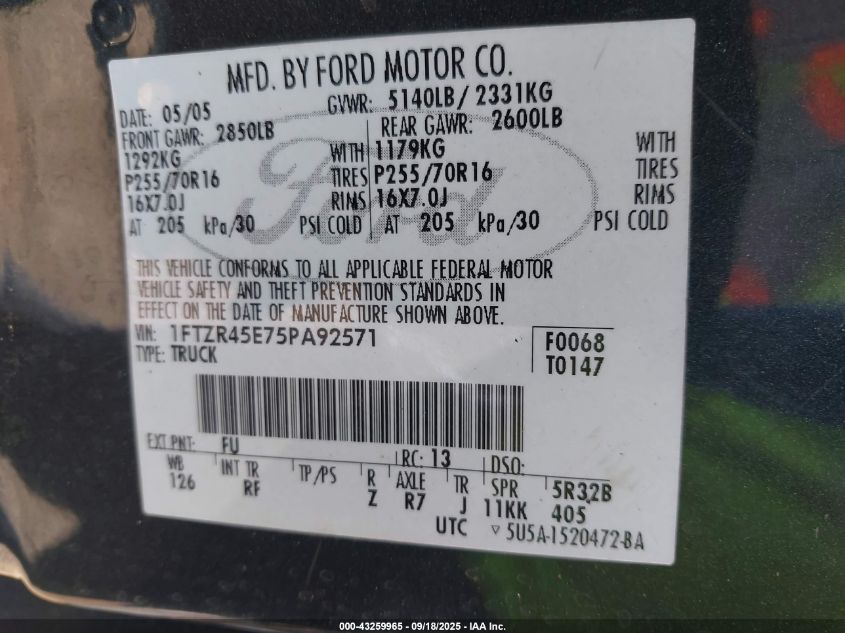 MFD. BY FORD MOTOR CO.
DATE: 05/05 GVWR: 5140LB/ 2331KG
FRONT GAWR: 2850LB REAR GAWR: 2600LB
1292KG WITH 1179KG WITH
P255/70R16 TIRES P255/70R16 TIRES
16X7.0J RIMS 16X7.0J RIMS
AT 205 kPa/30 PSI COLD AT 205 kPa/30 PSI COLD
Ford
THIS VEHICLE CONFORMS TO ALL APPLICABLE FEDERAL MOTOR
VEHICLE SAFETY AND THEFT PREVENTION STANDARDS IN
EFFECT ON THE DATE OF MANUFACTURE SHOWN ABOVE.
VIN: 1FTZR45E75PA92571 F0068
TYPE: TRUCK T0147
EXT PNT: FU RC: 13 DSO:
WB INT TR TP/PS R AXLE TR SPR 5R32B
126 RF Z R7 J 11KK 405
UTC ▿ 5U5A-1520472-BA
000-43259965 - 09/18/2025 - IAA Inc.